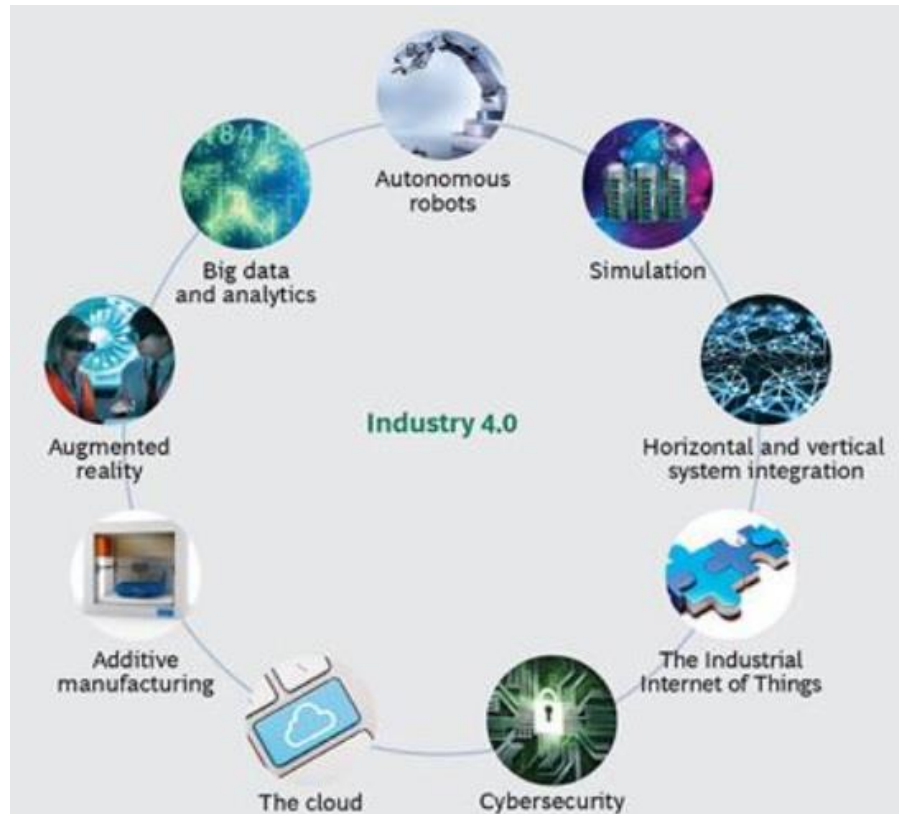 Autonomous
robots
Simulation
Horizontal and vertical
system integration
The Industrial
Internet of Things
Cybersecurity
The cloud
Additive
manufacturing
Augmented
reality
Big data
and analytics
Industry 4.0